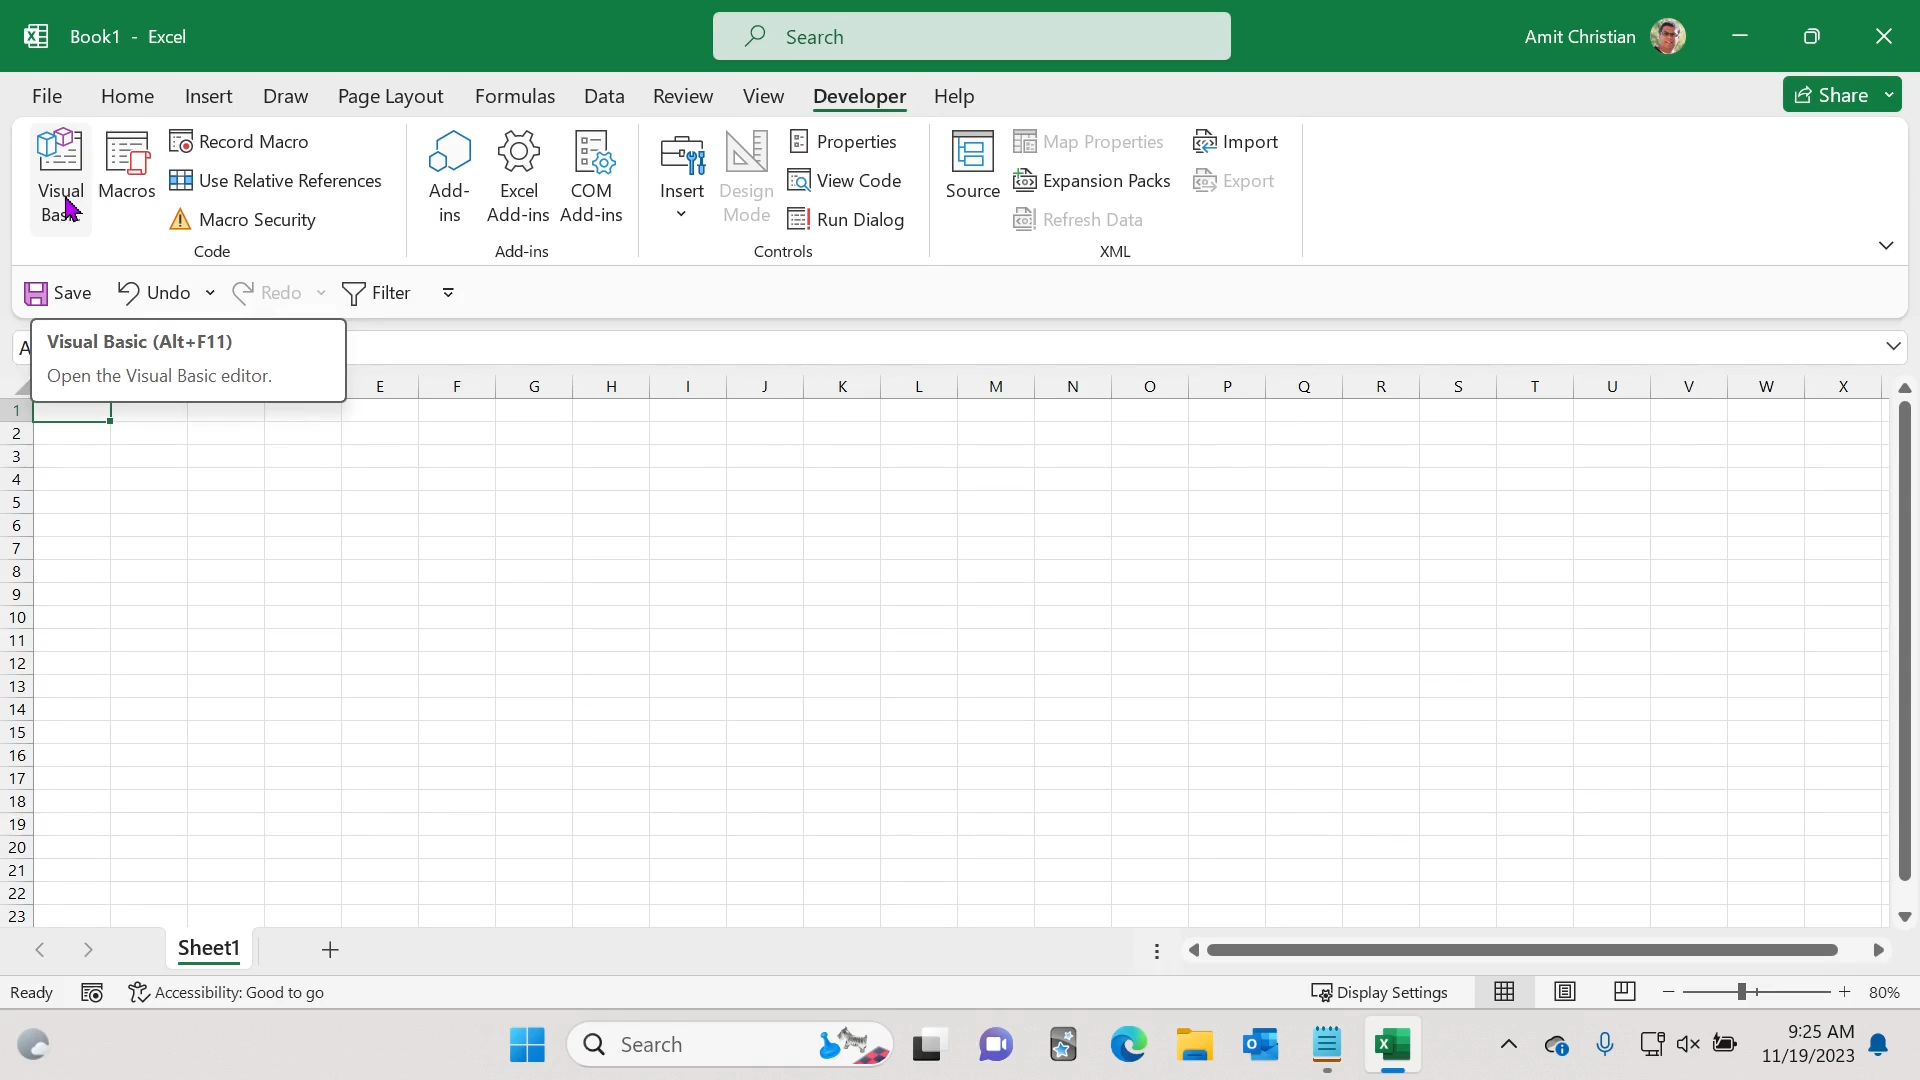 Book1 - Excel
Search
Amit Christian
File Home Insert Draw Page Layout Formulas Data Review View Developer Help
Share
Visual
Macros
Record Macro
Use Relative References
Macro Security
Code
Add-
ins
Excel
Add-ins
COM
Add-ins
Add-ins
Insert
Design
Mode
Properties
View Code
Run Dialog
Controls
Source
Map Properties
Expansion Packs
Refresh Data
Import
Export
XML
Save Undo Redo Filter
Visual Basic (Alt+F11)
Open the Visual Basic editor.
A
E F G H I J K L M N O P Q R S T U V W X
1
2
3
4
5
6
7
8
9
10
11
12
13
14
15
16
17
18
19
20
21
22
23
Sheet1
Ready
Accessibility: Good to go
Display Settings
80%
Search
9:25 AM
11/19/2023